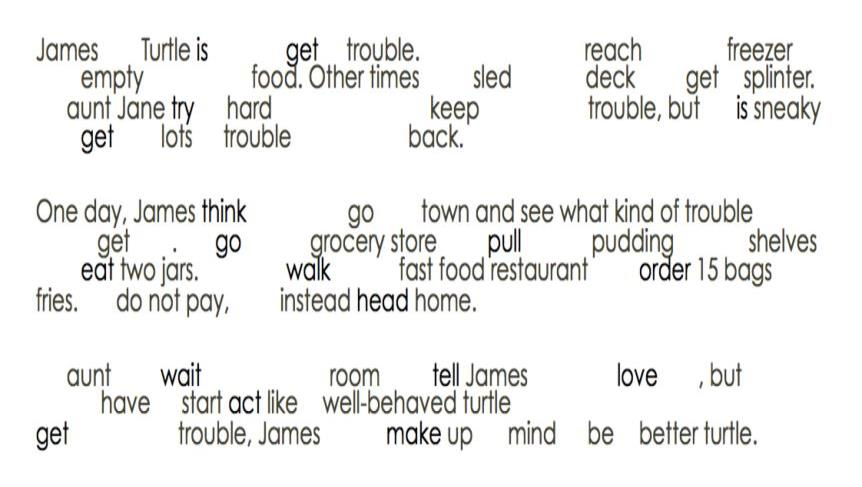 James Turtle is get trouble. reach freezer
empty food. Other times sled deck get splinter.
aunt Jane try hard keep trouble, but is sneaky
get lots trouble back.
One day, James think go town and see what kind of trouble
get . go grocery store pull pudding shelves
eat two jars. walk fast food restaurant order 15 bags
fries. do not pay, instead head home.
aunt wait room tell James love , but
have start act like well-behaved turtle
get trouble, James make up mind be better turtle.